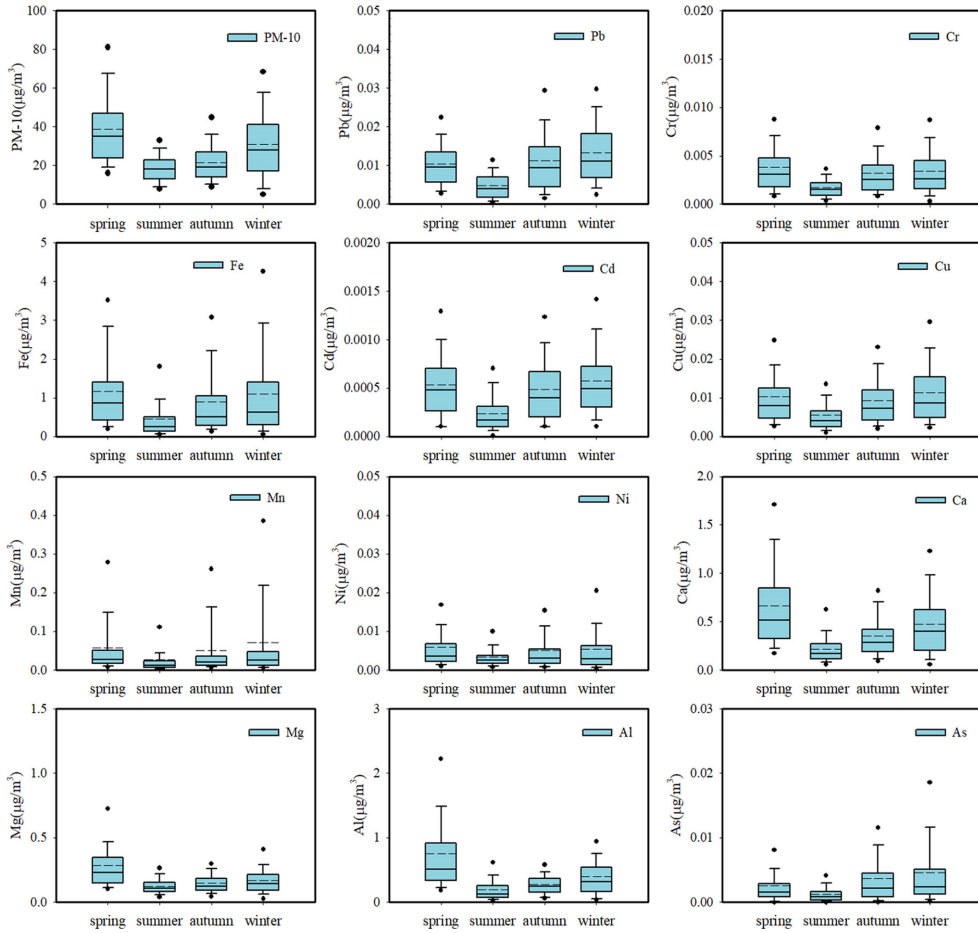 PM-10(μg/m³)
100
80
60
40
20
0
PM-10
spring summer autumn winter
Pb(μg/m³)
0.05
0.04
0.03
0.02
0.01
0.00
Pb
spring summer autumn winter
Cr(μg/m³)
0.020
0.015
0.010
0.005
0.000
Cr
spring summer autumn winter
Fe(μg/m³)
5
4
3
2
1
0
Fe
spring summer autumn winter
Cd(μg/m³)
0.0020
0.0015
0.0010
0.0005
0.0000
Cd
spring summer autumn winter
Cu(μg/m³)
0.05
0.04
0.03
0.02
0.01
0.00
Cu
spring summer autumn winter
Mn(μg/m³)
0.5
0.4
0.3
0.2
0.1
0.0
Mn
spring summer autumn winter
Ni(μg/m³)
0.05
0.04
0.03
0.02
0.01
0.00
Ni
spring summer autumn winter
Ca(μg/m³)
2.0
1.5
1.0
0.5
0.0
Ca
spring summer autumn winter
Mg(μg/m³)
1.5
1.0
0.5
0.0
Mg
spring summer autumn winter
Al(μg/m³)
3
2
1
0
Al
spring summer autumn winter
As(μg/m³)
0.03
0.02
0.01
0.00
As
spring summer autumn winter